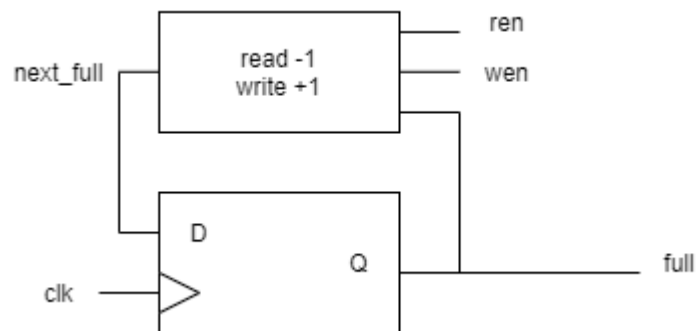 ren
read -1
next_full
wen
write +1
D
Q
full
clk